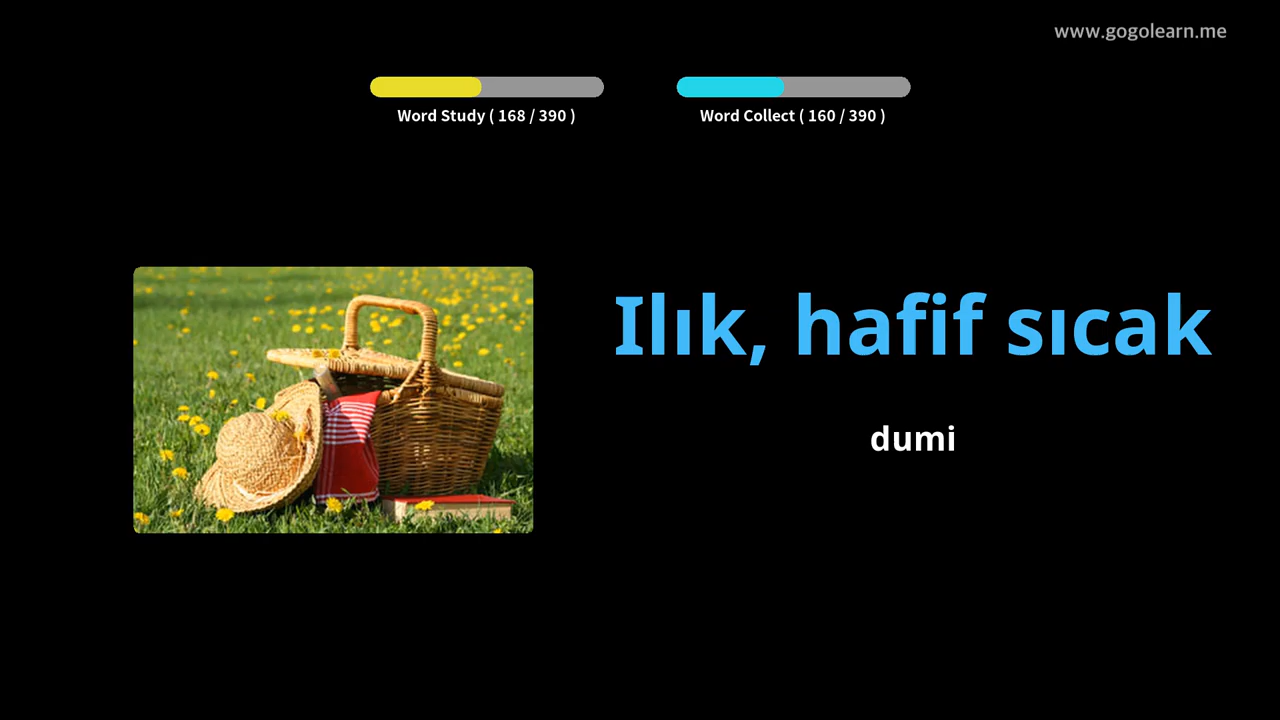 www.gogolearn.me
Word Study ( 168 / 390 )
Word Collect ( 160 / 390 )
Ilık, hafif sıcak
dumi